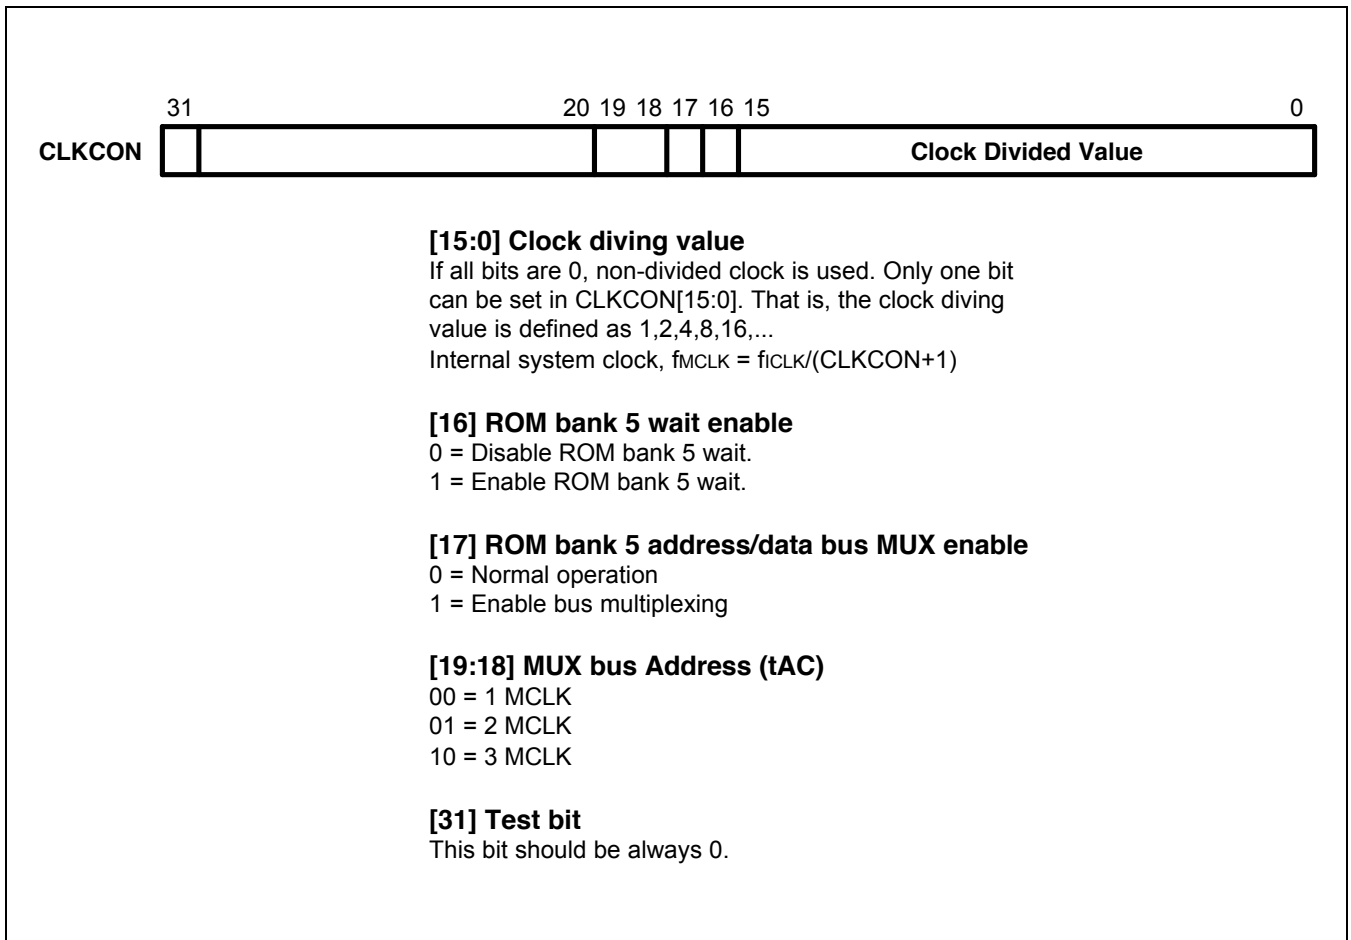 31 20 19 18 17 16 15 0
CLKCON Clock Divided Value
[15:0] Clock diving value
If all bits are 0, non-divided clock is used. Only one bit
can be set in CLKCON[15:0]. That is, the clock diving
value is defined as 1,2,4,8,16,...
Internal system clock, fMCLK = fICLK/(CLKCON+1)
[16] ROM bank 5 wait enable
0 = Disable ROM bank 5 wait.
1 = Enable ROM bank 5 wait.
[17] ROM bank 5 address/data bus MUX enable
0 = Normal operation
1 = Enable bus multiplexing
[19:18] MUX bus Address (tAC)
00 = 1 MCLK
01 = 2 MCLK
10 = 3 MCLK
[31] Test bit
This bit should be always 0.